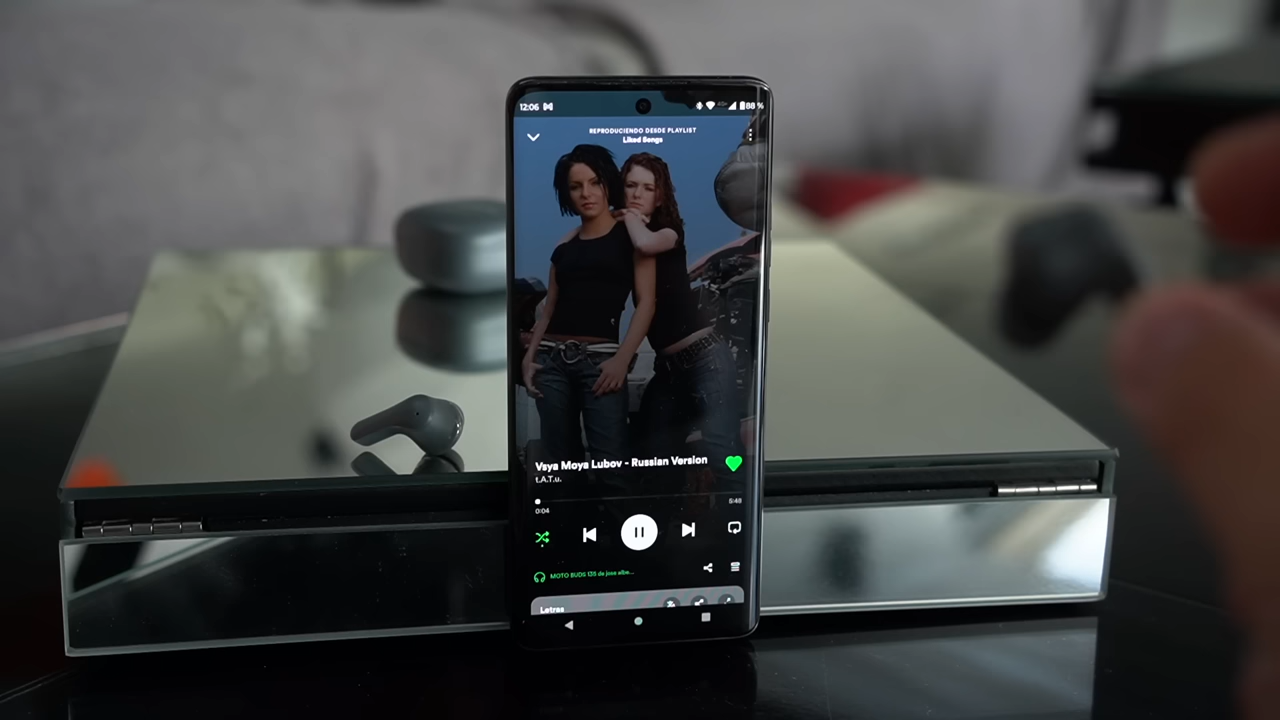 12:06
88 %
REPRODUCIENDO DESDE PLAYLIST
Liked Songs
Vsya Moya Lubov - Russian Version
t.A.T.u.
0:04
5:48
MOTO BUDS 135 de jose albe...
Letras